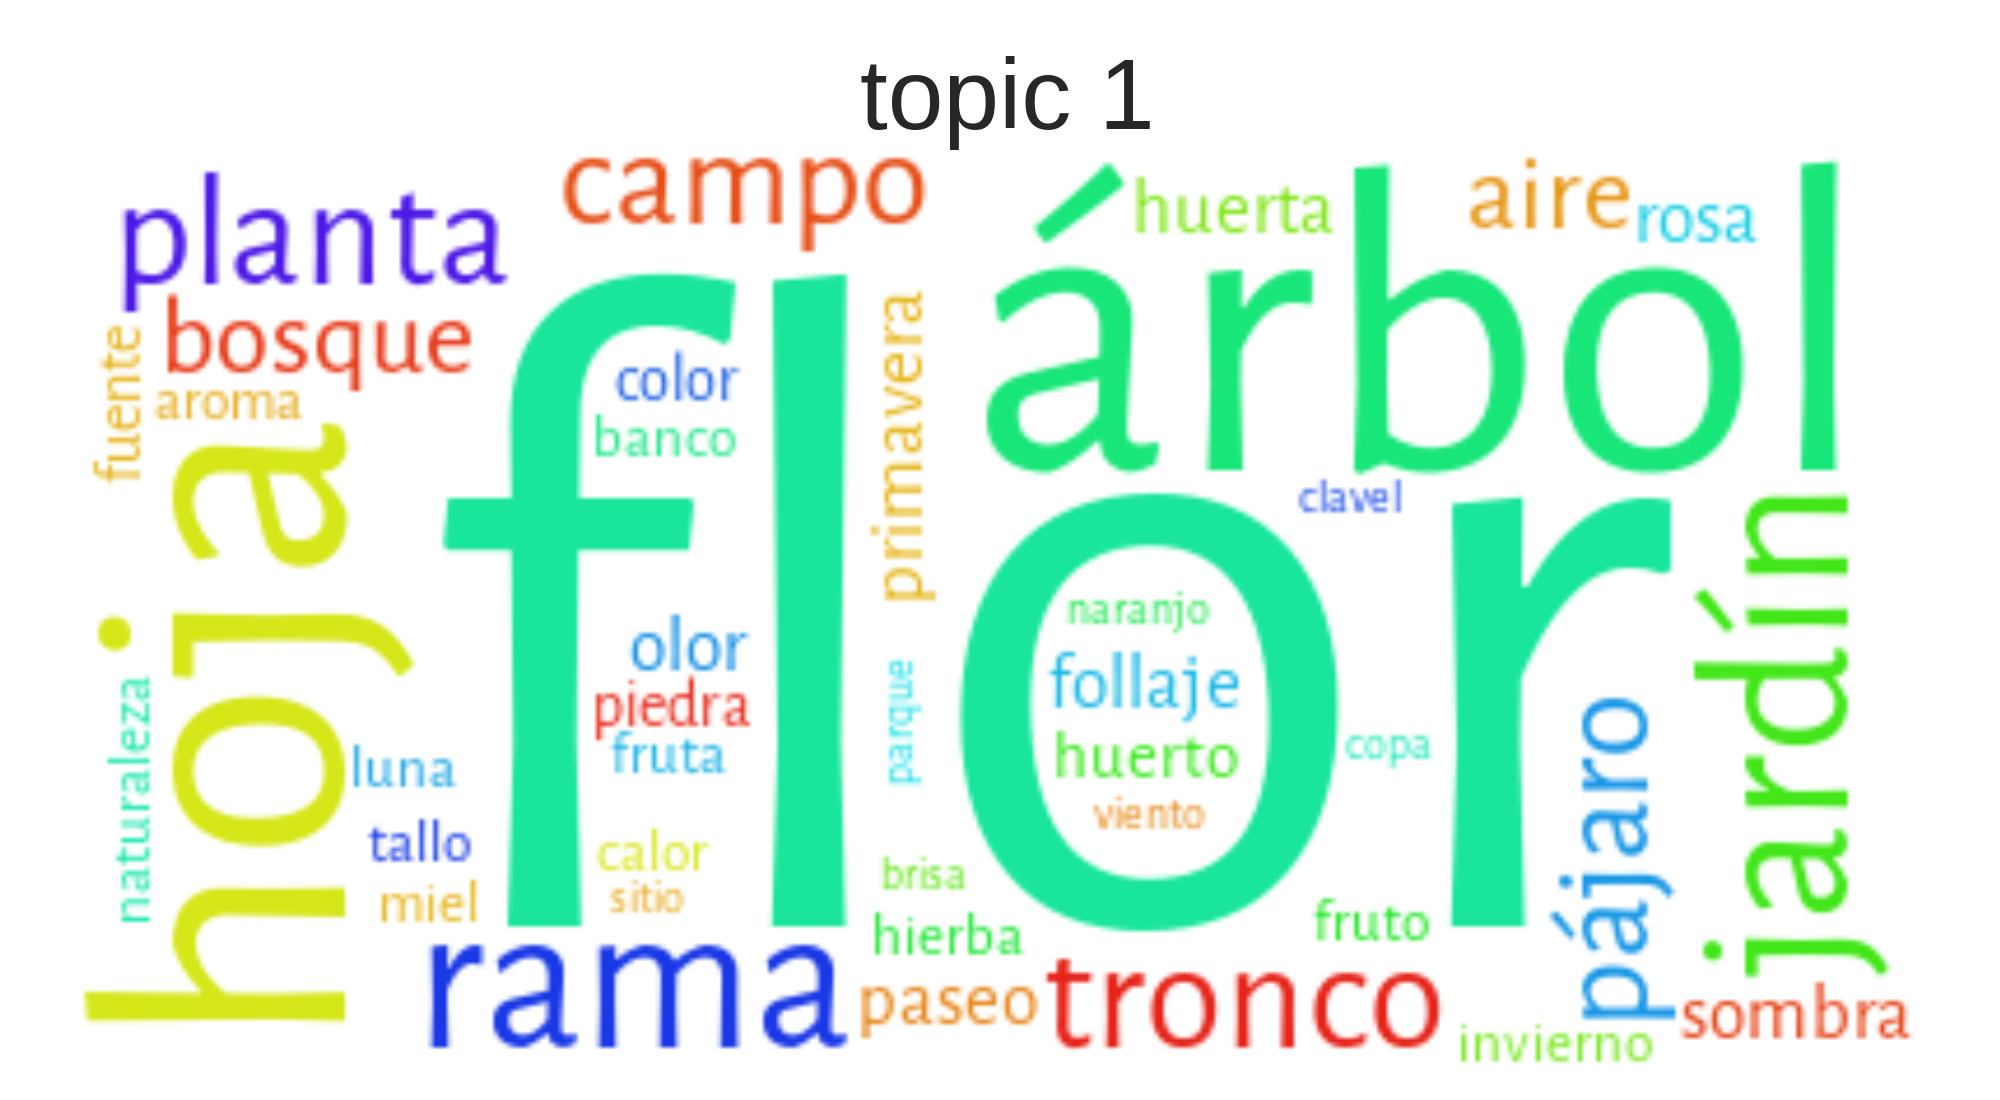 topic 1
campo
planta
huerta
aire
rosa
árbol
bosque
flor
fuente
aroma
color
banco
primavera
clavel
hoja
jardín
naranjo
olor
follaje
piedra
parque
naturaleza
luna
fruta
huerto
copa
pájaro
viento
tallo
calor
brisa
miel
sitio
hierba
fruto
rama
paseo
tronco
sombra
invierno